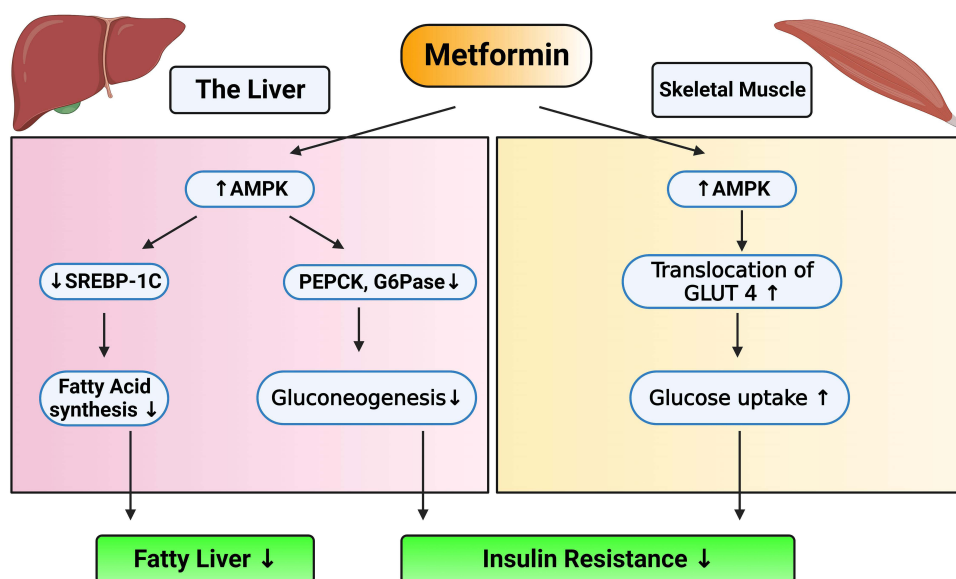 Metformin
The Liver
Skeletal Muscle
↑AMPK
↑AMPK
↓SREBP-1C
PEPCK, G6Pase↓
Translocation of
GLUT 4 ↑
Fatty Acid
synthesis ↓
Gluconeogenesis↓
Glucose uptake ↑
Fatty Liver ↓
Insulin Resistance ↓